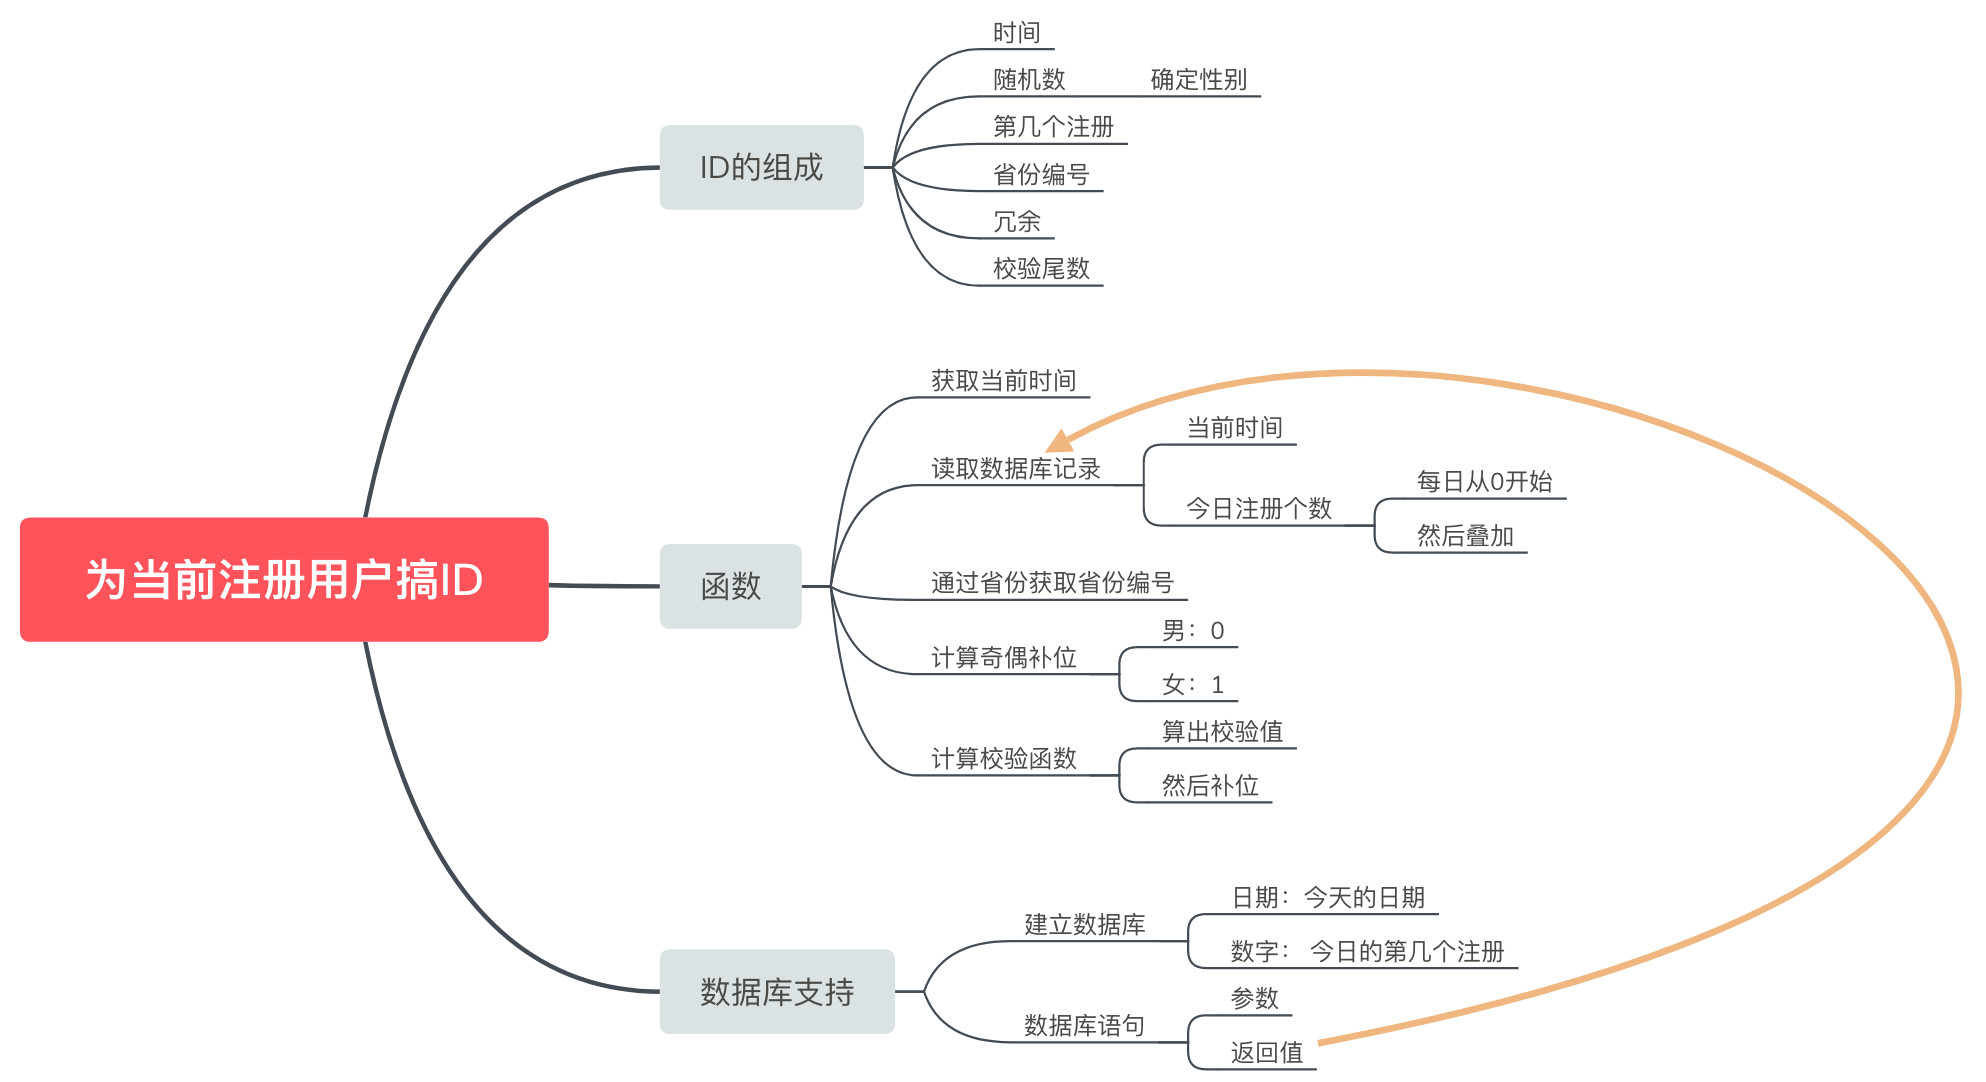 为当前注册用户搞ID
ID的组成
时间
随机数
确定性别
第几个注册
省份编号
冗余
校验尾数
函数
获取当前时间
读取数据库记录
当前时间
今日注册个数
每日从0开始
然后叠加
通过省份获取省份编号
计算奇偶补位
男：0
女：1
计算校验函数
算出校验值
然后补位
数据库支持
建立数据库
日期：今天的日期
数字： 今日的第几个注册
数据库语句
参数
返回值